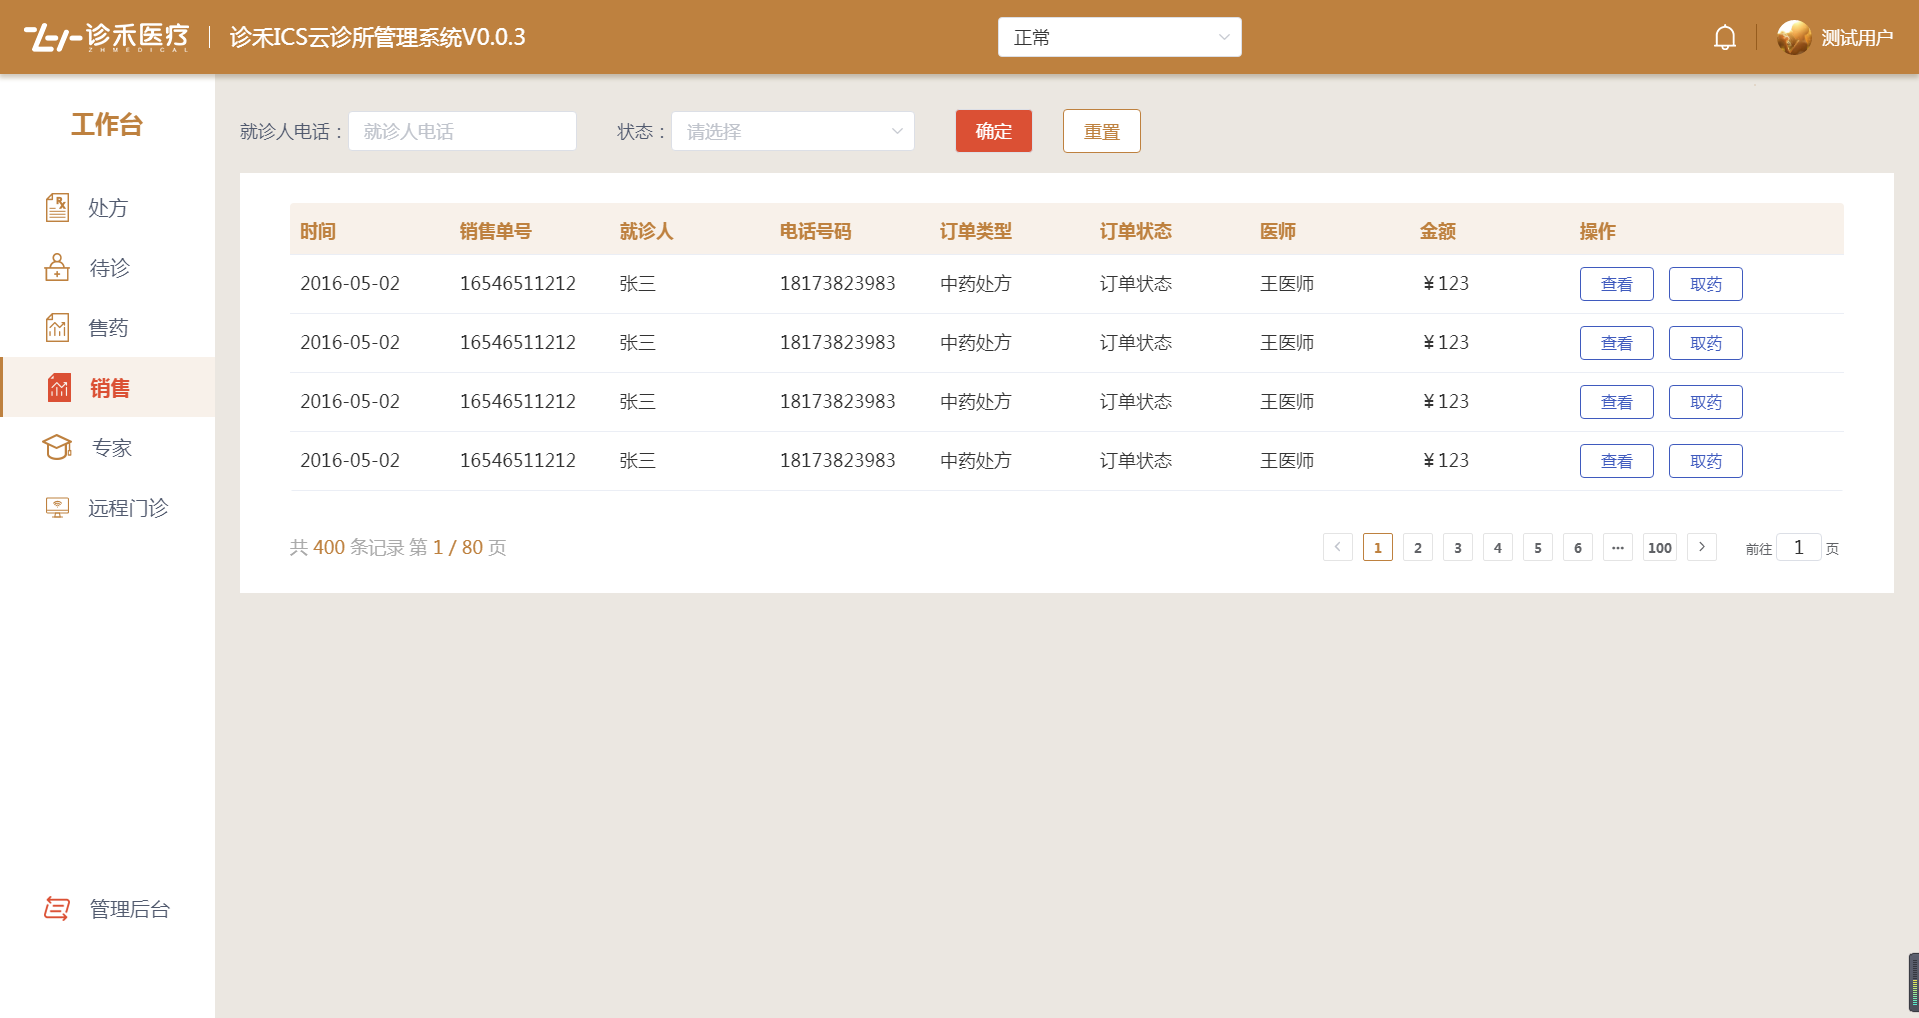 诊禾医疗
ZHMEDICAL
诊禾ICS云诊所管理系统V0.0.3
正常
测试用户
工作台
处方
待诊
售药
销售
专家
远程门诊
管理后台
就诊人电话： 就诊人电话 状态： 请选择 确定 重置
时间 销售单号 就诊人 电话号码 订单类型 订单状态 医师 金额 操作
2016-05-02 16546511212 张三 18173823983 中药处方 订单状态 王医师 ¥123 查看 取药
2016-05-02 16546511212 张三 18173823983 中药处方 订单状态 王医师 ¥123 查看 取药
2016-05-02 16546511212 张三 18173823983 中药处方 订单状态 王医师 ¥123 查看 取药
2016-05-02 16546511212 张三 18173823983 中药处方 订单状态 王医师 ¥123 查看 取药
共 400 条记录 第 1 / 80 页
< 1 2 3 4 5 6 ··· 100 > 前往 1 页